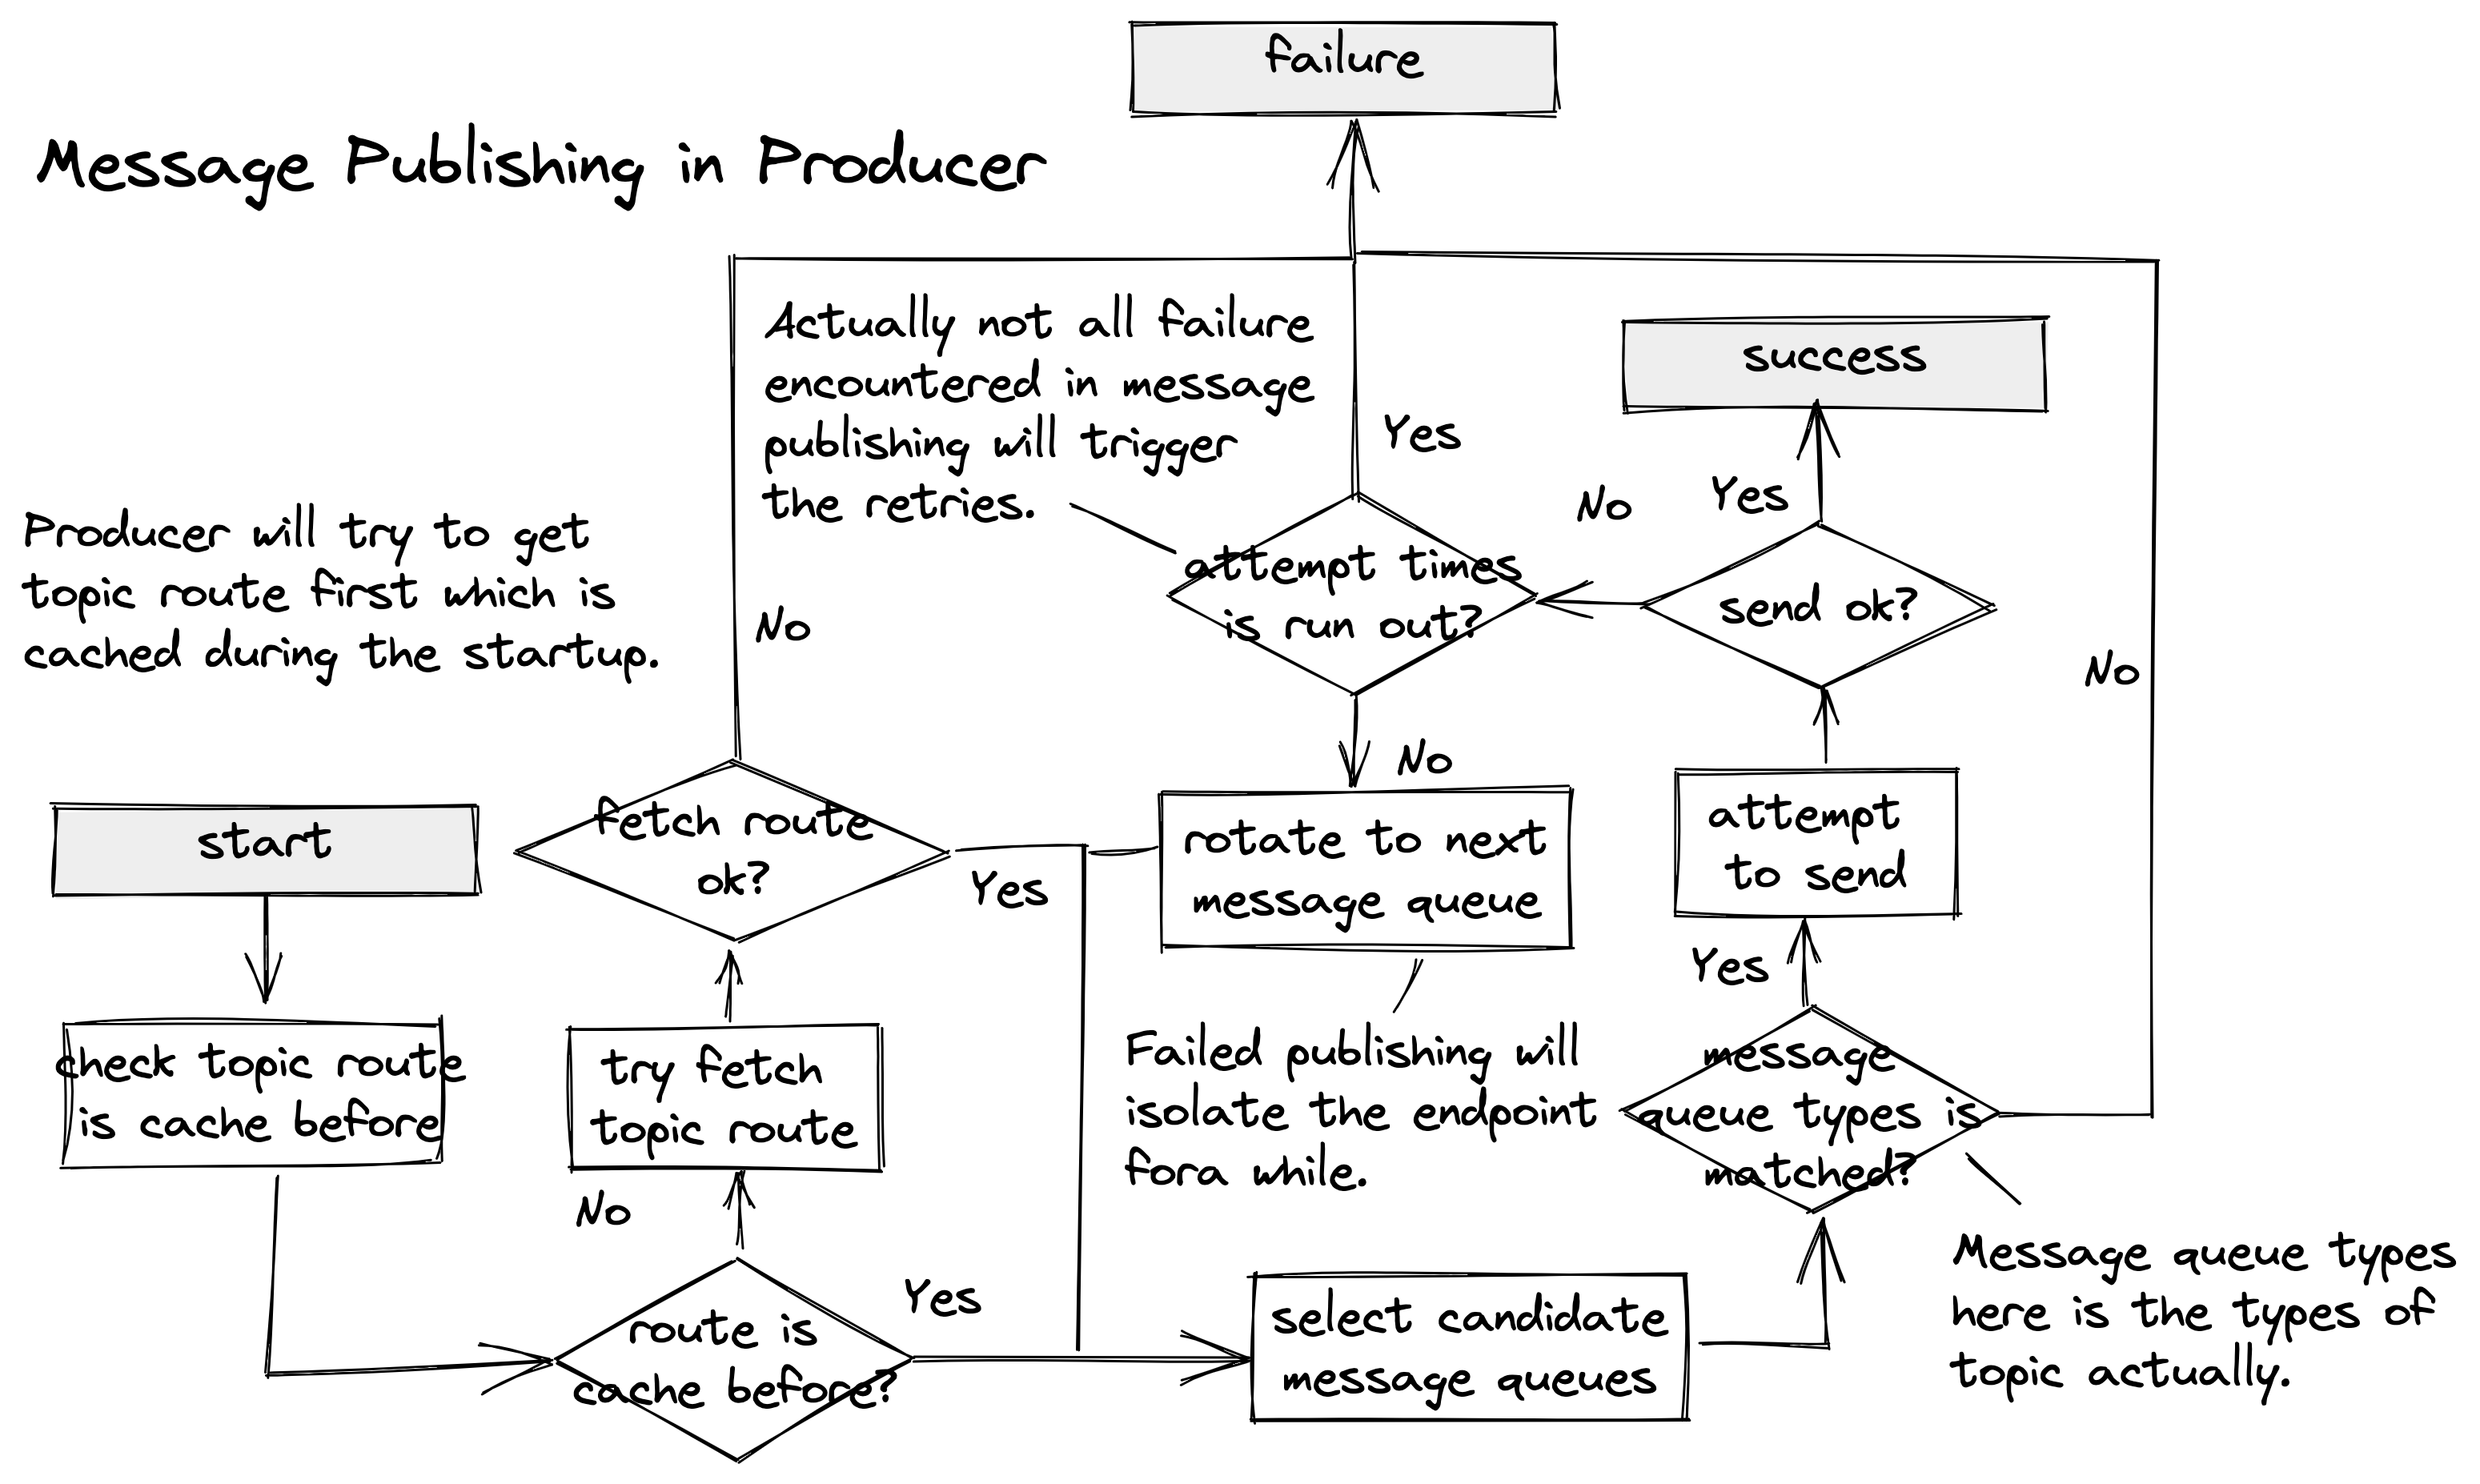 failure
Message Publishing in Producer
Actually not all failure
encountered in message
publishing will trigger
the retries.
success
Yes
No
Yes
Producer will try to get
topic route first which is
cached during the startup.
No
attempt times
is run out?
send ok?
No
No
start
fetch route
ok?
Yes
rotate to next
message queue
attempt
to send
Yes
check topic route
is cache before
try fetch
topic route
Failed publishing will
isolate the endpoint
fora while.
message
queue types is
matched?
No
Yes
route is
cache before?
select candidate
message queues
Message queue types
here is the types of
topic actually.